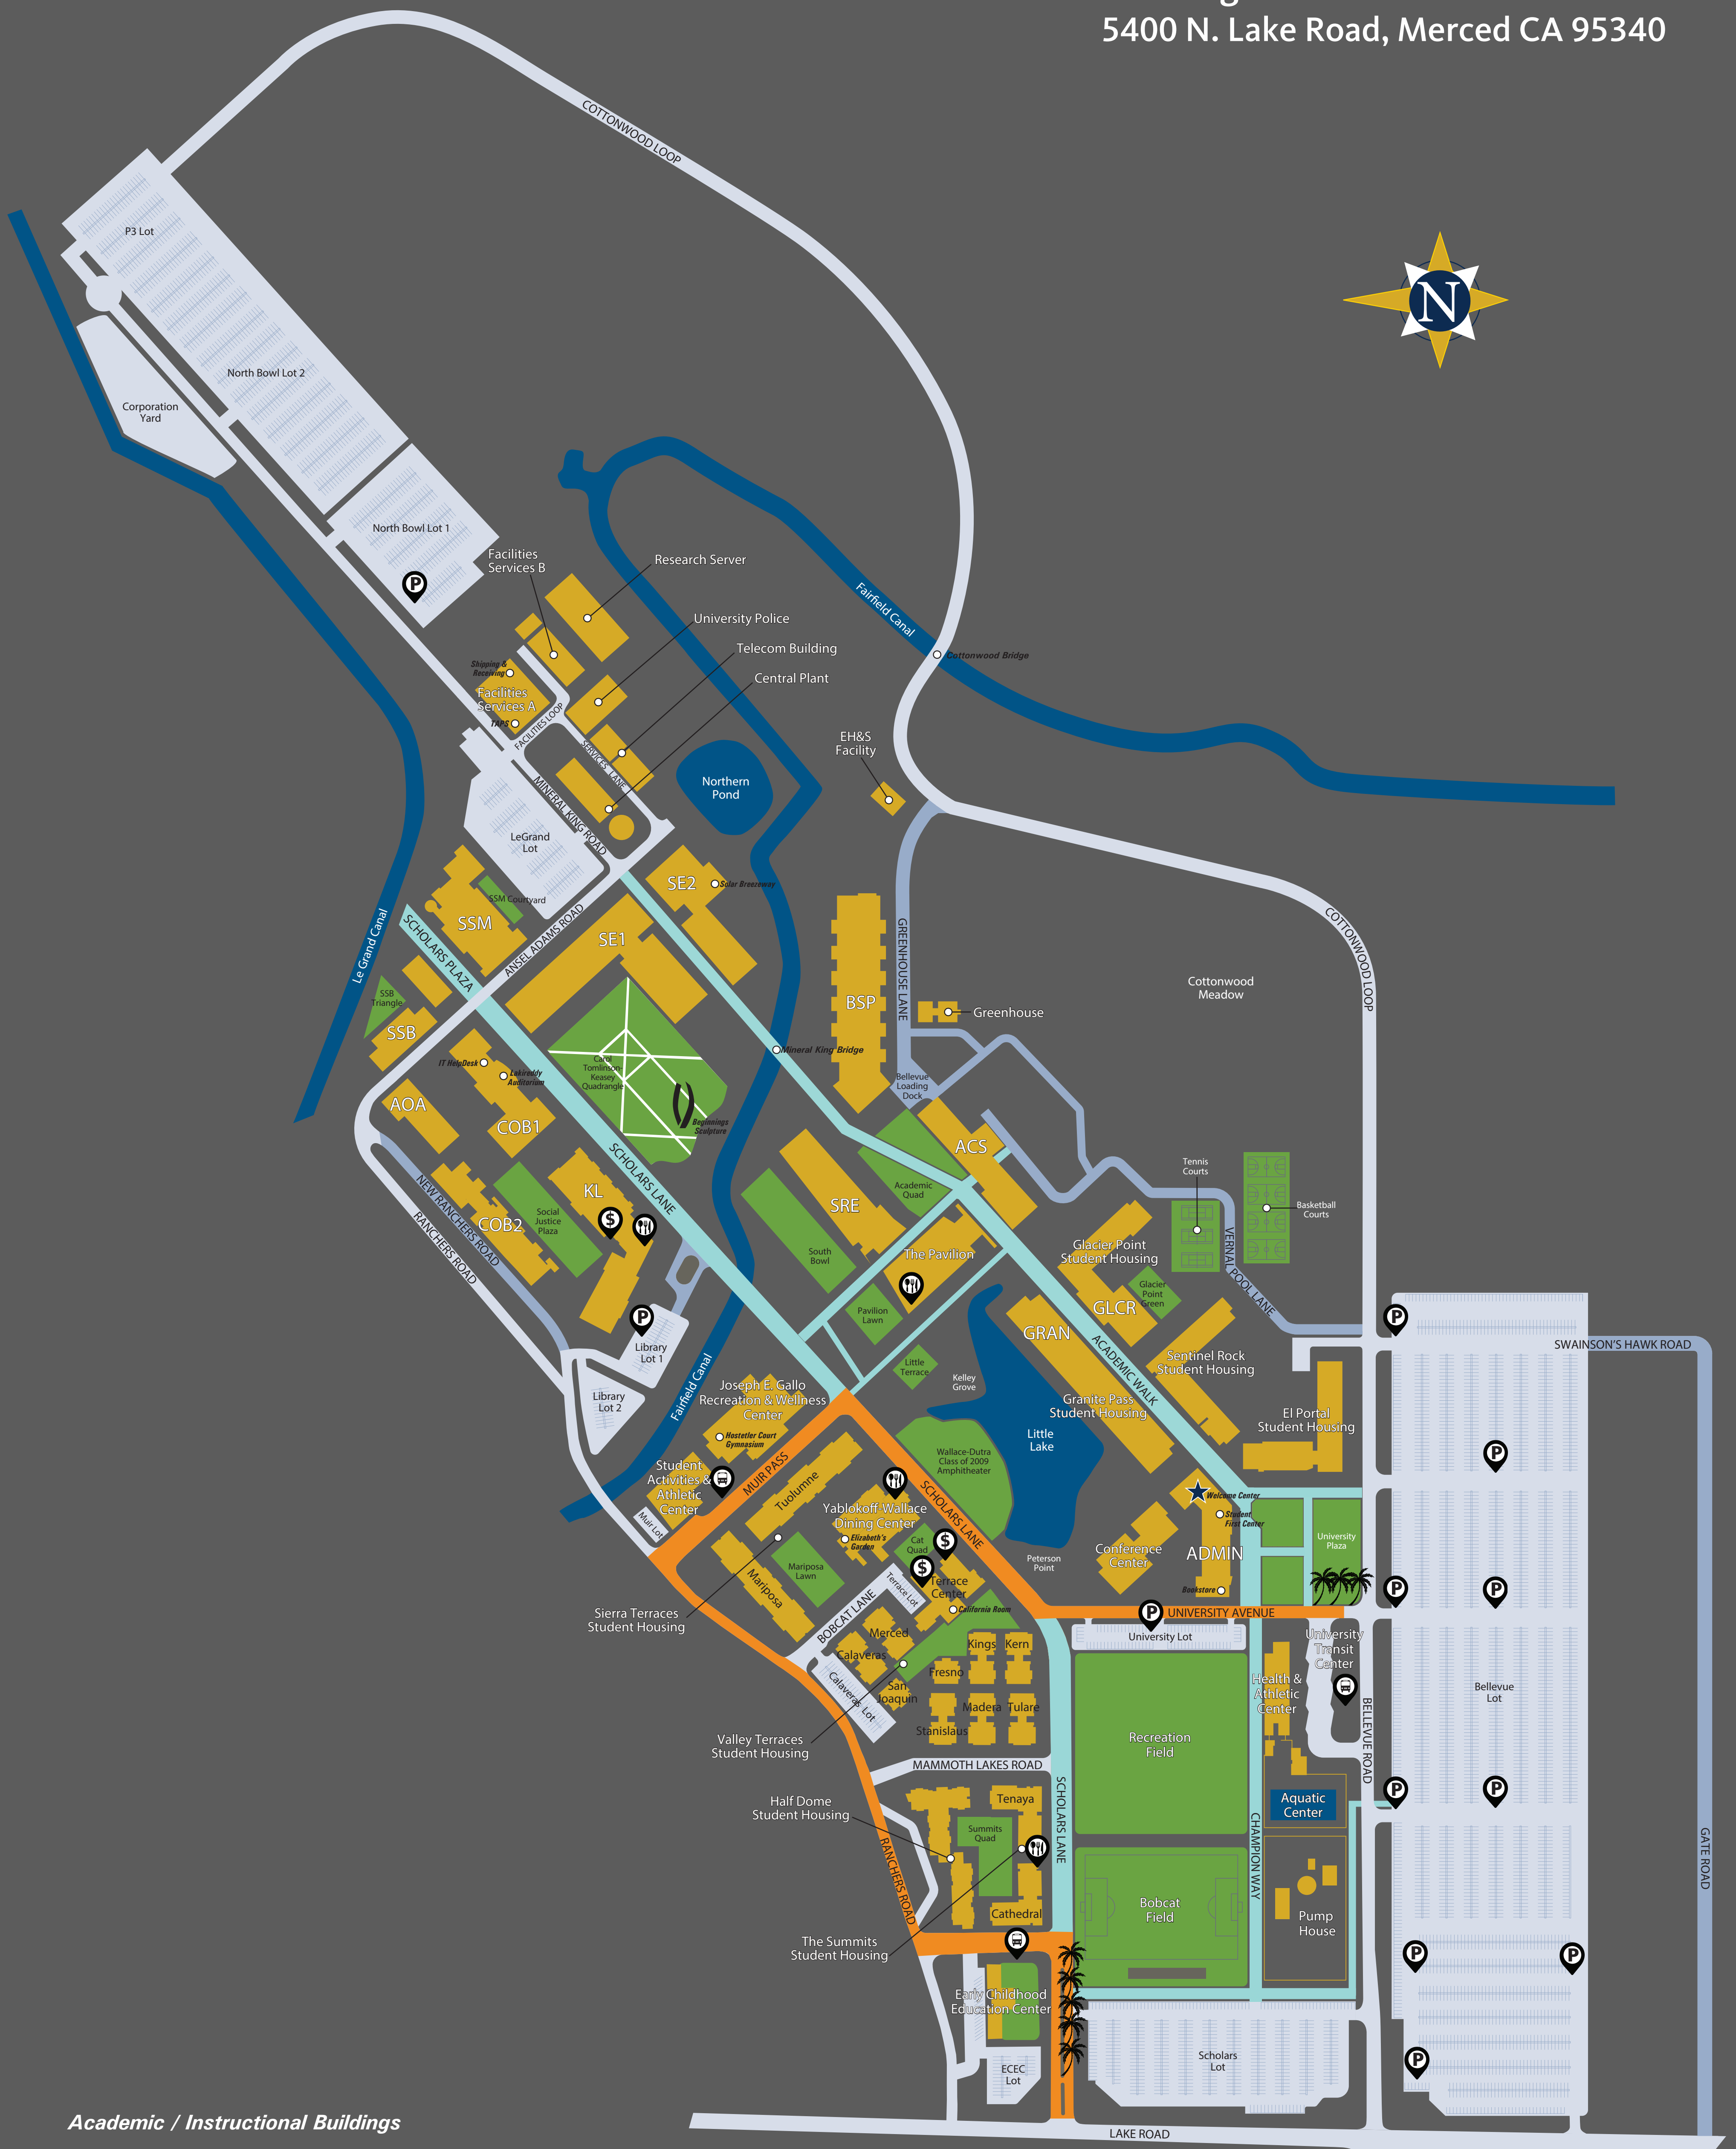 5400 N. Lake Road, Merced CA 95340
COTTONWOOD LOOP
P3 Lot
N
North Bowl Lot 2
Corporation
Yard
North Bowl Lot 1
P
Facilities
Services B
Research Server
Fairfield Canal
University Police
Telecom Building
Cottonwood Bridge
Shipping &
Receiving
Central Plant
Facilities
Services A
TAPS
FACILITIES LOOP
SERVICES LANE
EH&S
Facility
Northern
Pond
MINERAL KING ROAD
LeGrand
Lot
SE2
Solar Breezeway
SSM Courtyard
SSM
SCHOLARS PLAZA
ANSEL ADAMS ROAD
SE1
Le Grand Canal
GREENHOUSE LANE
COTTONWOOD LOOP
Cottonwood
Meadow
SSB
Triangle
BSP
Greenhouse
SSB
IT HelpDesk
Lakireddy
Auditorium
Carol
Tomlinson-
Keasey
Quadrangle
Mineral King Bridge
Bellevue
Loading
Dock
AOA
COB1
Beginnings
Sculpture
ACS
SCHOLARS LANE
Tennis
Courts
Academic
Quad
KL
NEW RANCHERS ROAD
RANCHERS ROAD
COB2
Social
Justice
Plaza
$
SRE
Basketball
Courts
South
Bowl
The Pavilion
Glacier Point
Student Housing
VERNAL POOL LANE
Glacier
Point
Green
GLCR
Pavilion
Lawn
P
Library
Lot 1
GRAN
P
SWAINSON'S HAWK ROAD
ACADEMIC WALK
Sentinel Rock
Student Housing
Little
Terrace
Kelley
Grove
Fairfield Canal
Joseph E. Gallo
Recreation & Wellness
Center
Library
Lot 2
Granite Pass
Student Housing
El Portal
Student Housing
Hostetler Court
Gymnasium
Little
Lake
Wallace-Dutra
Class of 2009
Amphitheater
P
Student
Activities &
Athletic
Center
MUIR PASS
Tuolumne
SCHOLARS LANE
Welcome Center
Student
First Center
Yablokoff-Wallace
Dining Center
Elizabeth's
Garden
Muir Lot
Cat
Quad
$
University
Plaza
Conference
Center
ADMIN
Peterson
Point
Mariposa
Lawn
$
Terrace
Center
Mariposa
Terrace Lot
Bookstore
P
P
BOBCAT LANE
California Room
P
UNIVERSITY AVENUE
Sierra Terraces
Student Housing
University Lot
University
Transit
Center
Merced
Kings
Kern
Calaveras
Fresno
Health &
Athletic
Center
San
Joaquin
Calaveras Lot
Bellevue
Lot
Madera
Tulare
Stanislaus
BELLEVUE ROAD
Valley Terraces
Student Housing
Recreation
Field
MAMMOTH LAKES ROAD
SCHOLARS LANE
Half Dome
Student Housing
Tenaya
Aquatic
Center
P
P
Summits
Quad
CHAMPION WAY
GATE ROAD
RANCHERS ROAD
Bobcat
Field
Cathedral
Pump
House
The Summits
Student Housing
P
P
Early Childhood
Education Center
Scholars
Lot
P
ECEC
Lot
Academic / Instructional Buildings
LAKE ROAD